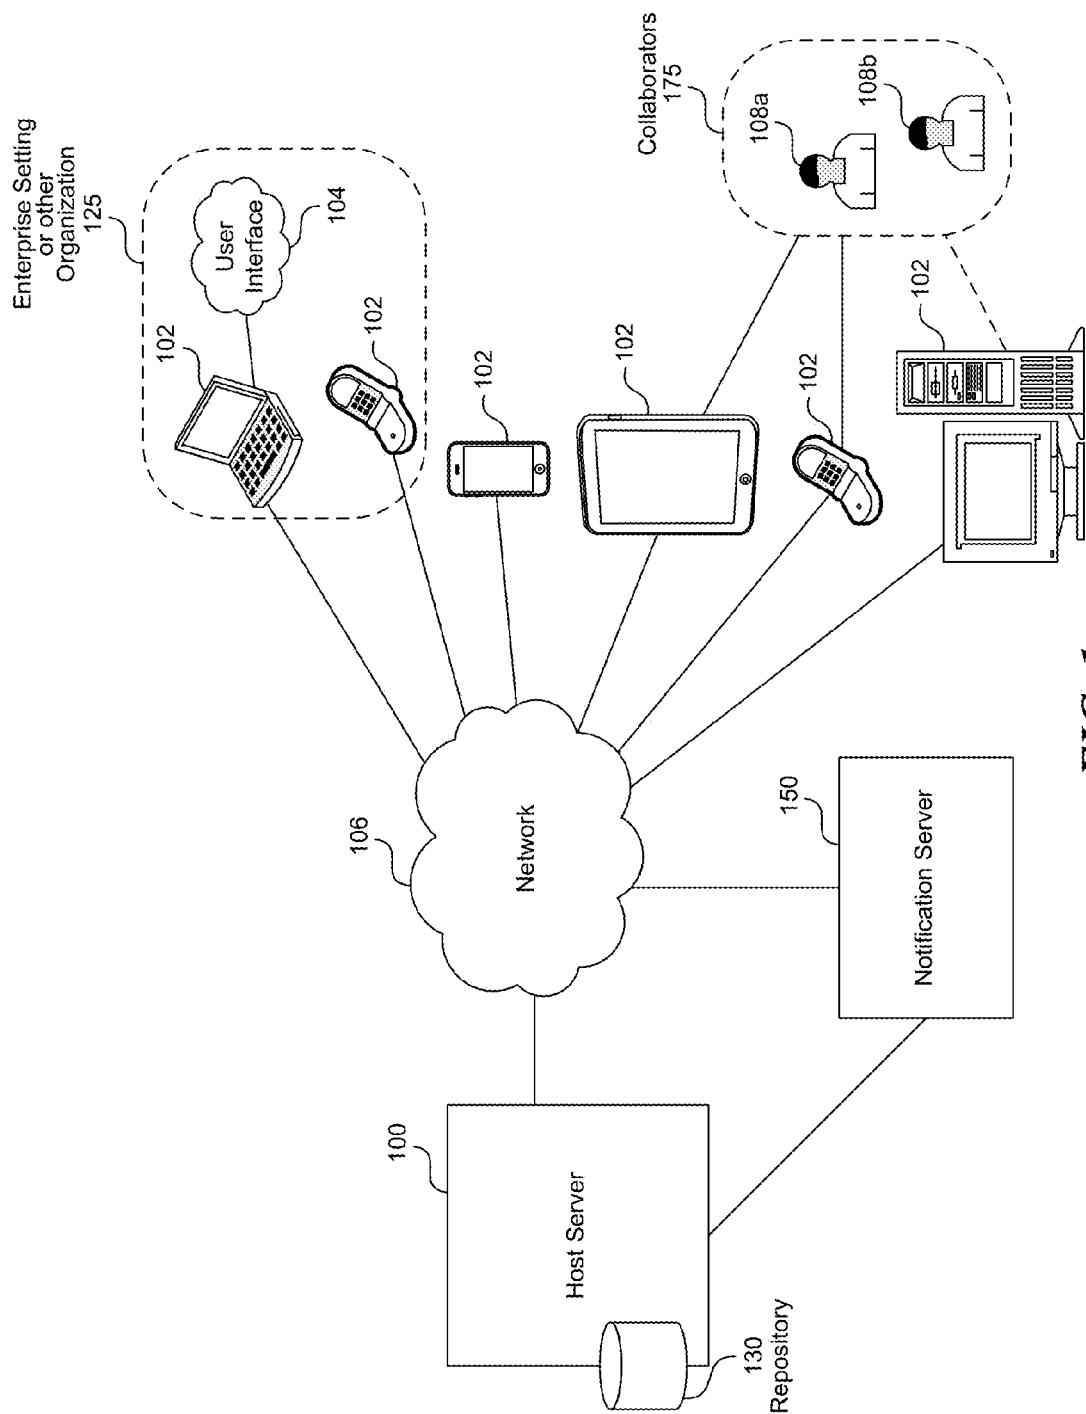 Enterprise Setting
or other
Organization
125
User
Interface
104
102
102
102
102
102
102
Collaborators
175
108a
108b
106
Network
150
Notification Server
100
Host Server
130
Repository